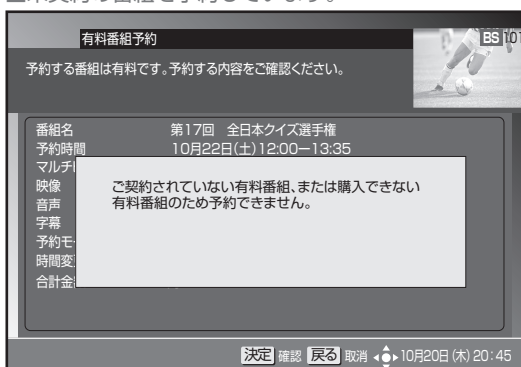 有料番組予約
BS 101
予約する番組は有料です。予約する内容をご確認ください。
番組名 第17回 全日本クイズ選手権
予約時間 10月22日(土)12:00ー13:35
マルチ
映像
音声
字幕
予約モ
時間変
合計金
ご契約されていない有料番組、または購入できない
有料番組のため予約できません。
決定 確認 戻る 取消 10月20日(木)20:45